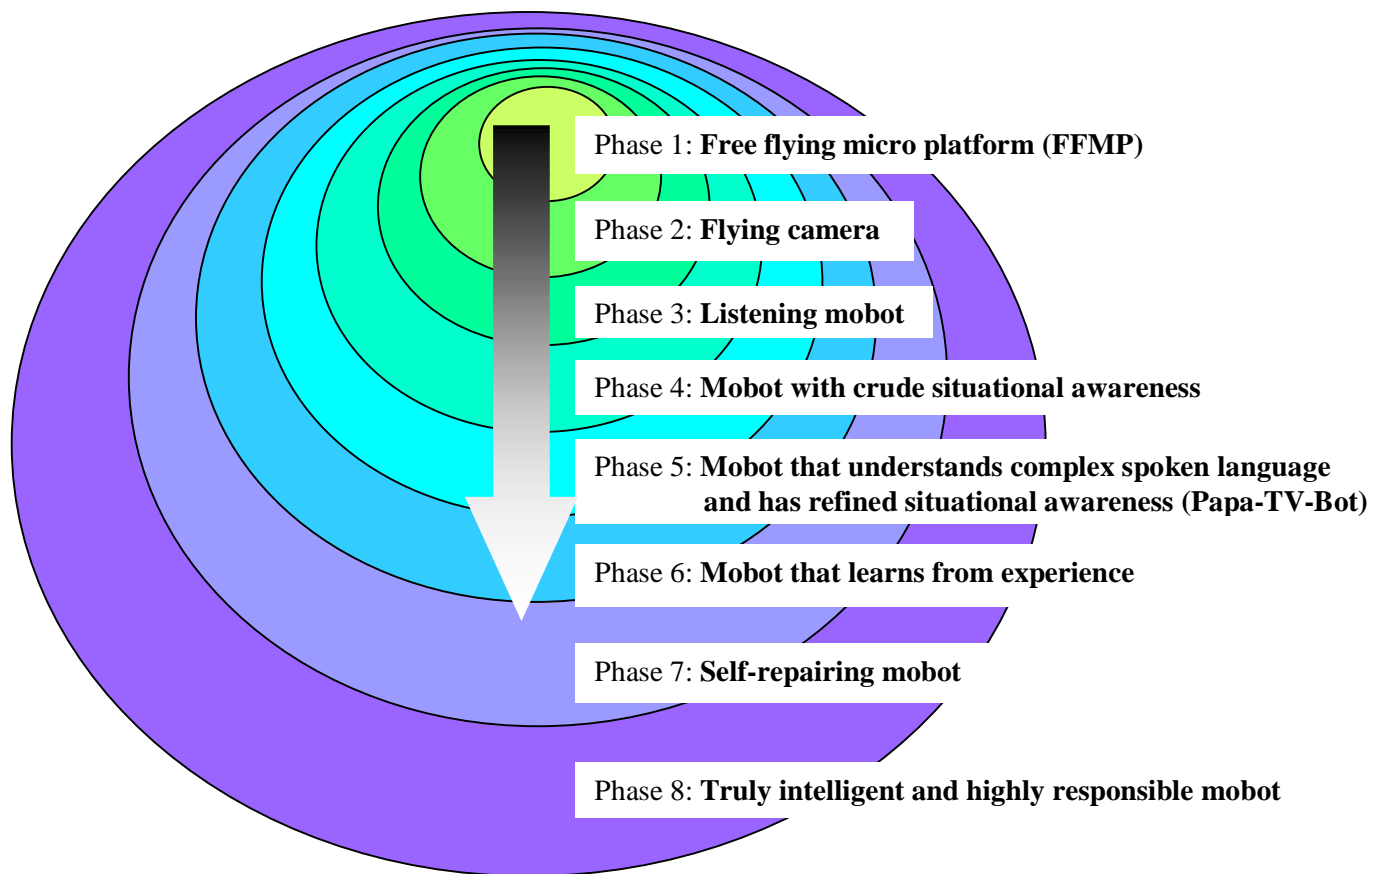 Phase 1: Free flying micro platform (FFMP)
Phase 2: Flying camera
Phase 3: Listening mobot
Phase 4: Mobot with crude situational awareness
Phase 5: Mobot that understands complex spoken language
and has refined situational awareness (Papa-TV-Bot)
Phase 6: Mobot that learns from experience
Phase 7: Self-repairing mobot
Phase 8: Truly intelligent and highly responsible mobot